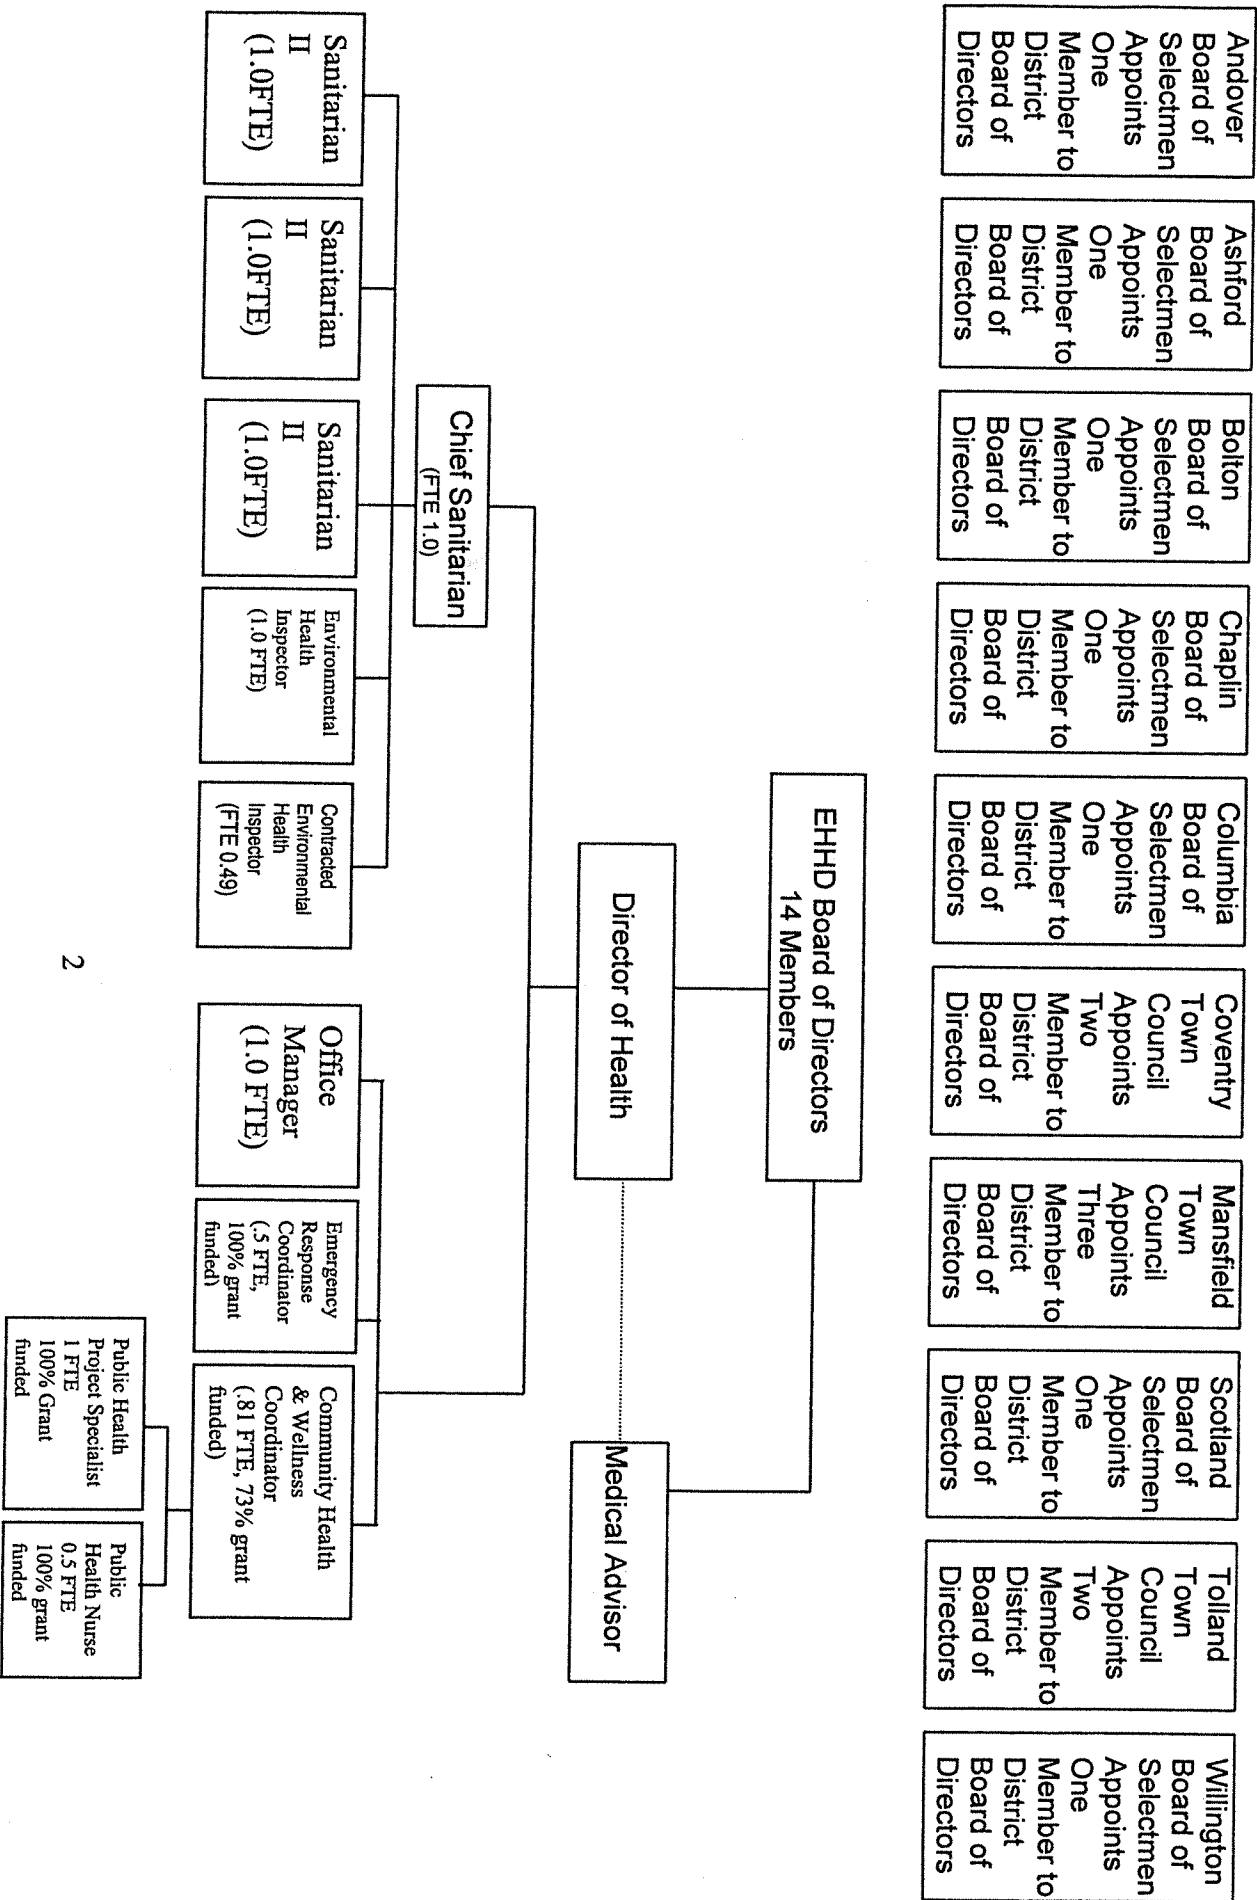 Andover
Board of
Selectmen
Appoints
One
Member to
District
Board of
Directors
Ashford
Board of
Selectmen
Appoints
One
Member to
District
Board of
Directors
Bolton
Board of
Selectmen
Appoints
One
Member to
District
Board of
Directors
Chaplin
Board of
Selectmen
Appoints
One
Member to
District
Board of
Directors
Columbia
Board of
Selectmen
Appoints
One
Member to
District
Board of
Directors
Coventry
Town
Council
Appoints
Two
Member to
District
Board of
Directors
Mansfield
Town
Council
Appoints
Three
Member to
District
Board of
Directors
Scotland
Board of
Selectmen
Appoints
One
Member to
District
Board of
Directors
Tolland
Town
Council
Appoints
Two
Member to
District
Board of
Directors
Willington
Board of
Selectmen
Appoints
One
Member to
District
Board of
Directors
EHHD Board of Directors
14 Members
Director of Health
Medical Advisor
Chief Sanitarian
(FTE 1.0)
Sanitarian
II
(1.0FTE)
Sanitarian
II
(1.0FTE)
Sanitarian
II
(1.0FTE)
Environmental
Health
Inspector
(1.0 FTE)
Contracted
Environmental
Health
Inspector
(FTE 0.49)
Office
Manager
(1.0 FTE)
Emergency
Response
Coordinator
(.5 FTE,
100% grant
funded)
Community Health
& Wellness
Coordinator
(.81 FTE, 73% grant
funded)
Public Health
Project Specialist
1 FTE
100% Grant
funded
Public
Health Nurse
0.5 FTE
100% grant
funded
2